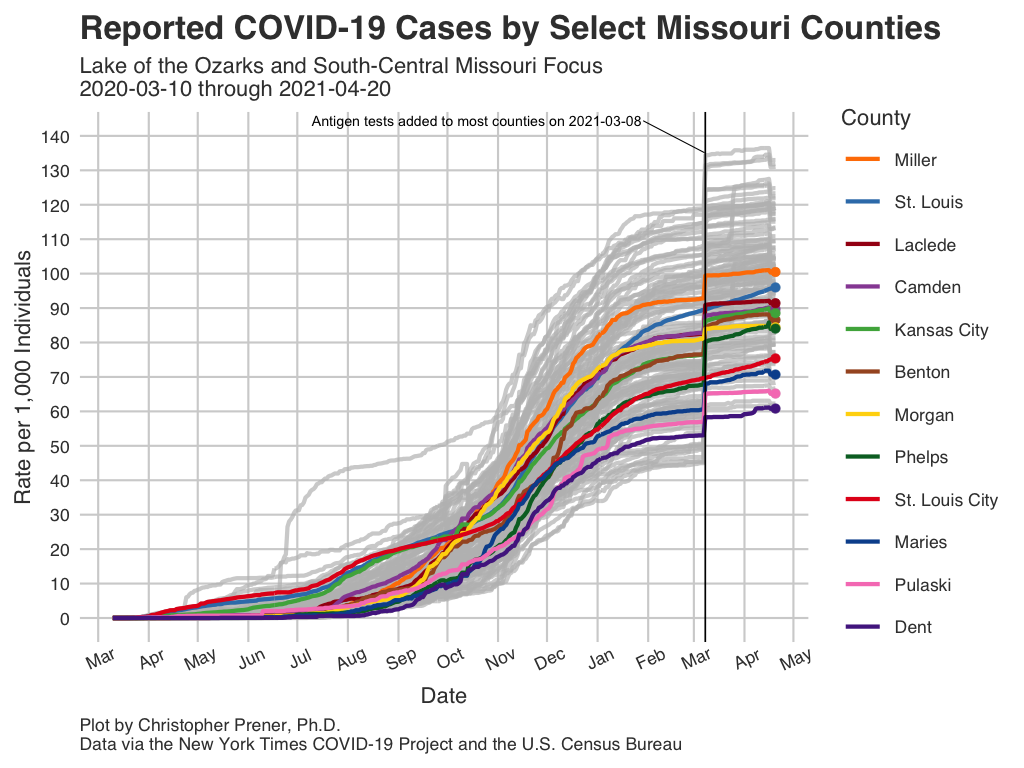 Reported COVID-19 Cases by Select Missouri Counties
Lake of the Ozarks and South-Central Missouri Focus
2020-03-10 through 2021-04-20
Antigen tests added to most counties on 2021-03-08
County
Miller
St. Louis
Laclede
Camden
Kansas City
Benton
Morgan
Phelps
St. Louis City
Maries
Pulaski
Dent
Rate per 1,000 Individuals
140
130
120
110
100
90
80
70
60
50
40
30
20
10
0
Mar Apr May Jun Jul Aug Sep Oct Nov Dec Jan Feb Mar Apr May
Date
Plot by Christopher Prener, Ph.D.
Data via the New York Times COVID-19 Project and the U.S. Census Bureau